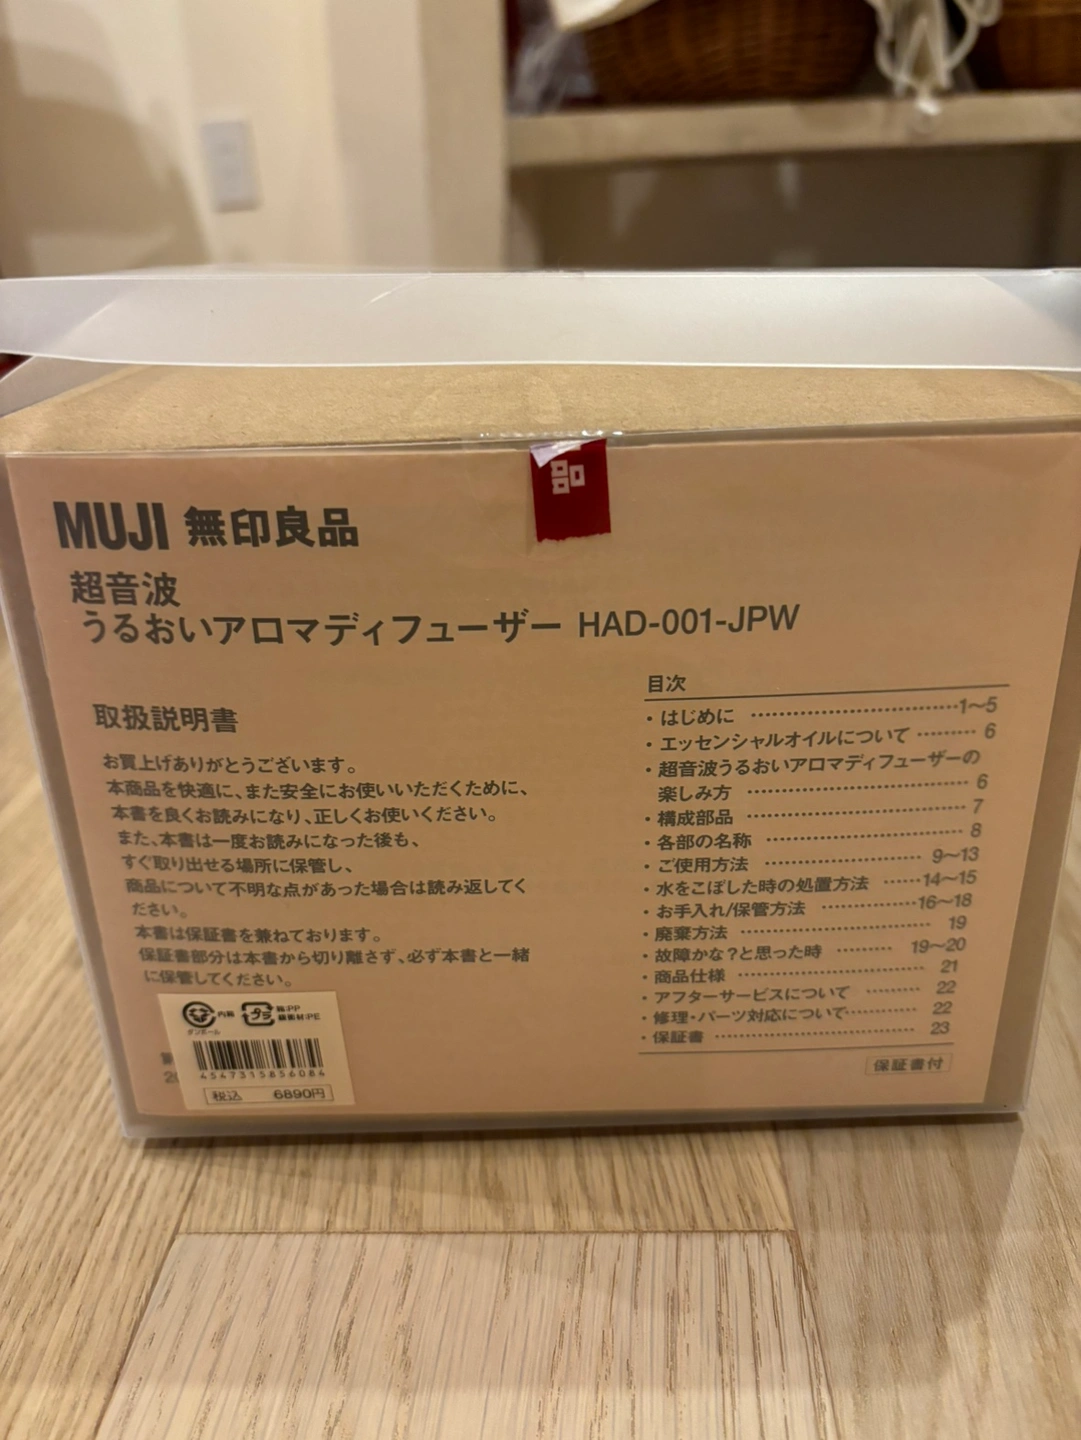 品
MUJI 無印良品
超音波
うるおいアロマディフューザー HAD-001-JPW
取扱説明書
お買上げありがとうございます。
本商品を快適に、また安全にお使いいただくために、
本書を良くお読みになり、正しくお使いください。
また、本書は一度お読みになった後も、
すぐ取り出せる場所に保管し、
商品について不明な点があった場合は読み返してく
ださい。
本書は保証書を兼ねております。
保証書部分は本書から切り離さず、必ず本書と一緒
に保管してください。
目次
・はじめに ………………………1〜5
・エッセンシャルオイルについて ……… 6
・超音波うるおいアロマディフューザーの
楽しみ方 ……………………… 6
・構成部品 ……………………… 7
・各部の名称 …………………… 8
・ご使用方法 ……………… 9〜13
・水をこぼした時の処置方法 ……14〜15
・お手入れ/保管方法 …………16〜18
・廃棄方法 ……………………… 19
・故障かな?と思った時 ……… 19〜20
・商品仕様 ……………………… 21
・アフターサービスについて ……… 22
・修理・パーツ対応について………… 22
・保証書 ………………………… 23
保証書付
内箱
ダンボール
プラ
箱:PP
緩衝材:PE
4547315856084
税込 6890円